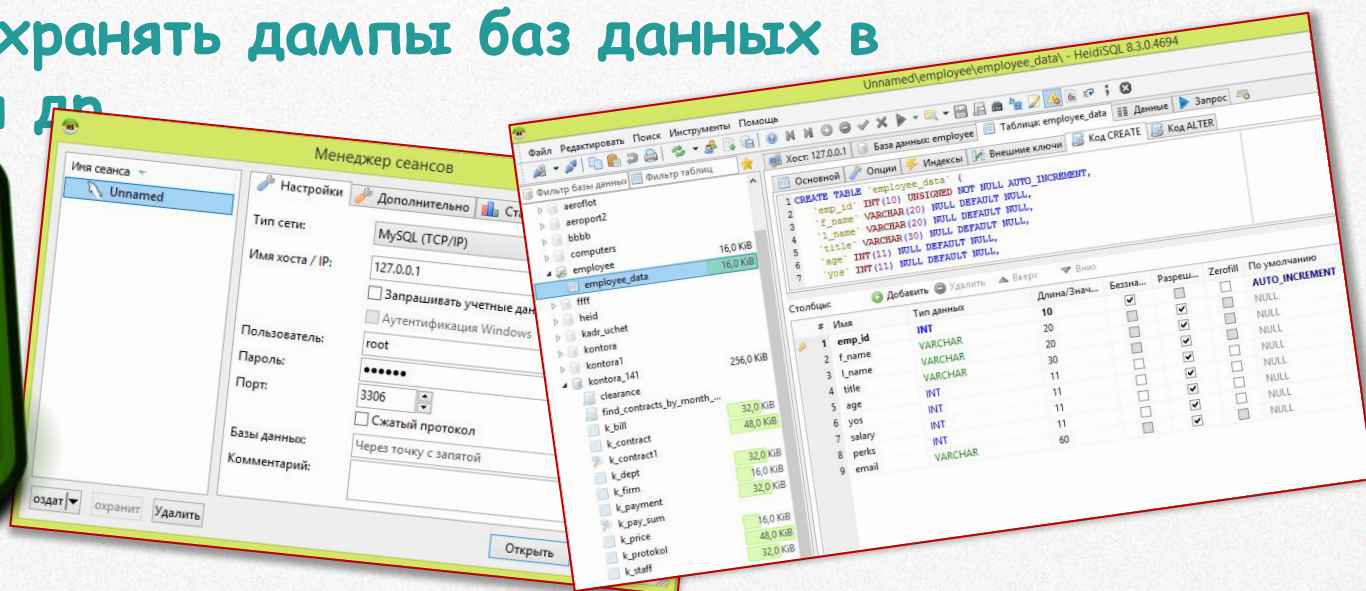 хранять дампы баз данных в
и др
Менеджер сеансов
Имя сеанса
Unnamed
Настройки
Дополнительно
Тип сети:
MySQL (TCP/IP)
Имя хоста / IP:
127.0.0.1
Запрашивать учетные дан
Аутентификация Windows
Пользователь:
root
Пароль:
●●●●●●
Порт:
3306
Сжатый протокол
Базы данных:
Через точку с запятой
Комментарий:
оздат
охранит
Удалить
Открыть
Unnamed\employee\employee_data\ - HeidiSQL 8.3.0.4694
Файл Редактировать Поиск Инструменты Помощь
Фильтр базы данных Фильтр таблиц
aeroflot
aeroport2
bbbb
computers
employee 16,0 KiB
employee_data 16,0 KiB
ffff
heid
kadr_uchet
kontora
kontora1
kontora_141 256,0 KiB
clearance
find_contracts_by_month_...
k_bill 32,0 KiB
k_contract 48,0 KiB
k_contract1
k_dept 32,0 KiB
k_firm 16,0 KiB
k_payment 32,0 KiB
k_pay_sum
k_price 16,0 KiB
k_protokol 48,0 KiB
k_staff 32,0 KiB
Хост: 127.0.0.1 База данных: employee Таблица: employee_data Данные Запрос
Основной Опции Индексы Внешние ключи Код CREATE Код ALTER
1 CREATE TABLE `employee_data` (
2 `emp_id` INT(10) UNSIGNED NOT NULL AUTO_INCREMENT,
3 `f_name` VARCHAR(20) NULL DEFAULT NULL,
4 `l_name` VARCHAR(20) NULL DEFAULT NULL,
5 `title` VARCHAR(30) NULL DEFAULT NULL,
6 `age` INT(11) NULL DEFAULT NULL,
7 `yos` INT(11) NULL DEFAULT NULL,
Столбцы: Добавить Удалить Вверх Вниз
# Имя Тип данных Длина/Знач... Беззна... Разреш... Zerofill По умолчанию
1 emp_id INT 10 AUTO_INCREMENT
2 f_name VARCHAR 20 NULL
3 l_name VARCHAR 20 NULL
4 title VARCHAR 30 NULL
5 age INT 11 NULL
6 yos INT 11 NULL
7 salary INT 11 NULL
8 perks INT 11 NULL
9 email VARCHAR 60 NULL